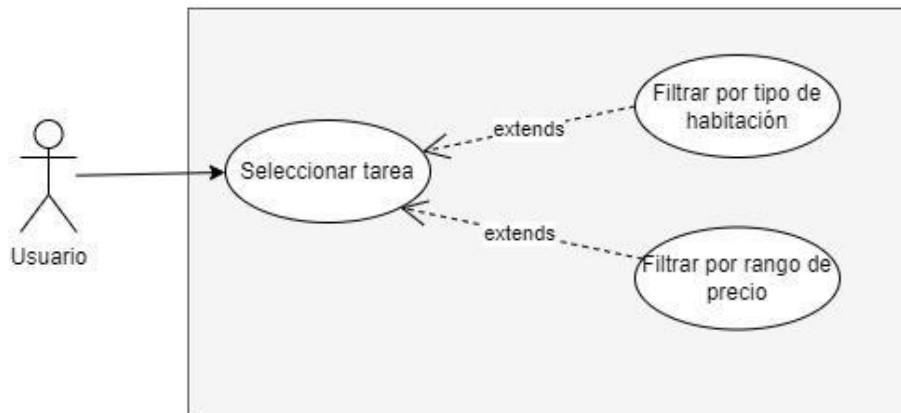 Filtrar por tipo de
habitación
extends
Seleccionar tarea
Usuario
extends
Filtrar por rango de
precio